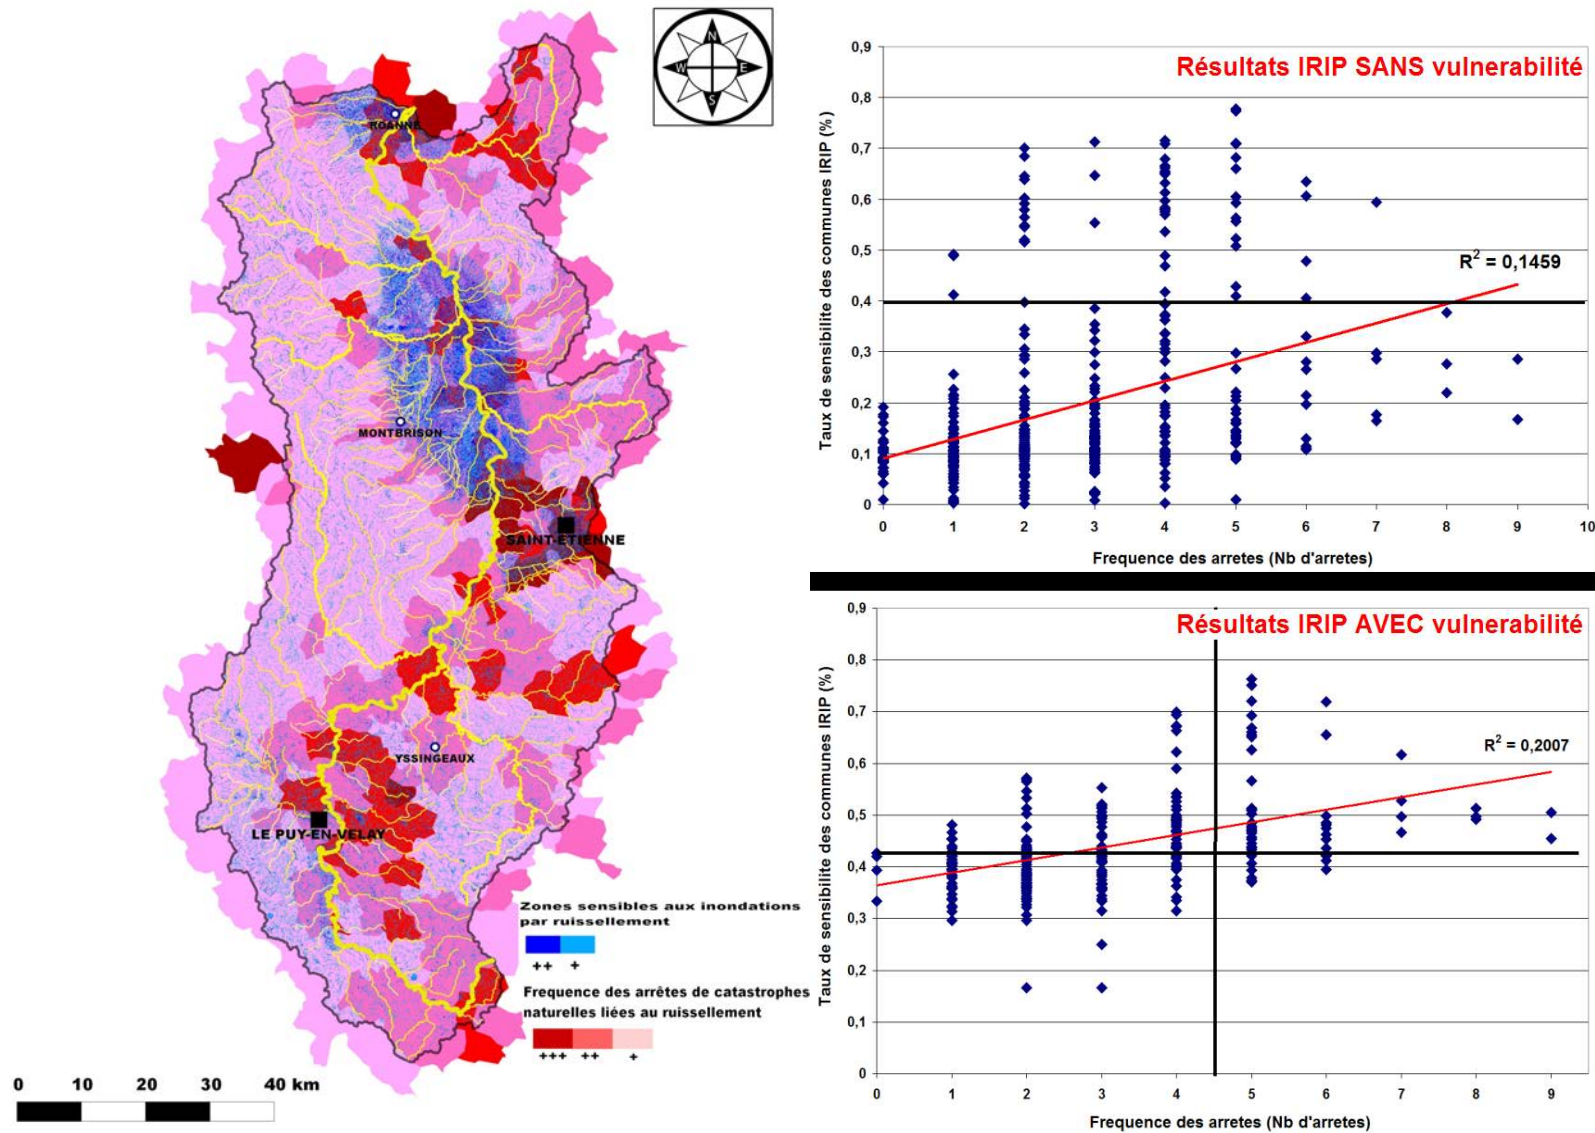 N
W E
S
ROANNE
MONTBRISON
SAINT-ETIENNE
YSSINGEAUX
LE PUY-EN-VELAY
Zones sensibles aux inondations
par ruissellement
++ +
Frequence des arrêtes de catastrophes
naturelles liées au ruissellement
+++ ++ +
0 10 20 30 40 km
Résultats IRIP SANS vulnerabilité
Taux de sensibilite des communes IRIP (%)
0,9
0,8
0,7
0,6
0,5
0,4
0,3
0,2
0,1
0
R² = 0,1459
0 1 2 3 4 5 6 7 8 9 10
Fréquence des arretes (Nb d'arretes)
Résultats IRIP AVEC vulnerabilité
Taux de sensibilite des communes IRIP (%)
0,9
0,8
0,7
0,6
0,5
0,4
0,3
0,2
0,1
0
R² = 0,2007
0 1 2 3 4 5 6 7 8 9
Fréquence des arretes (Nb d'arretes)